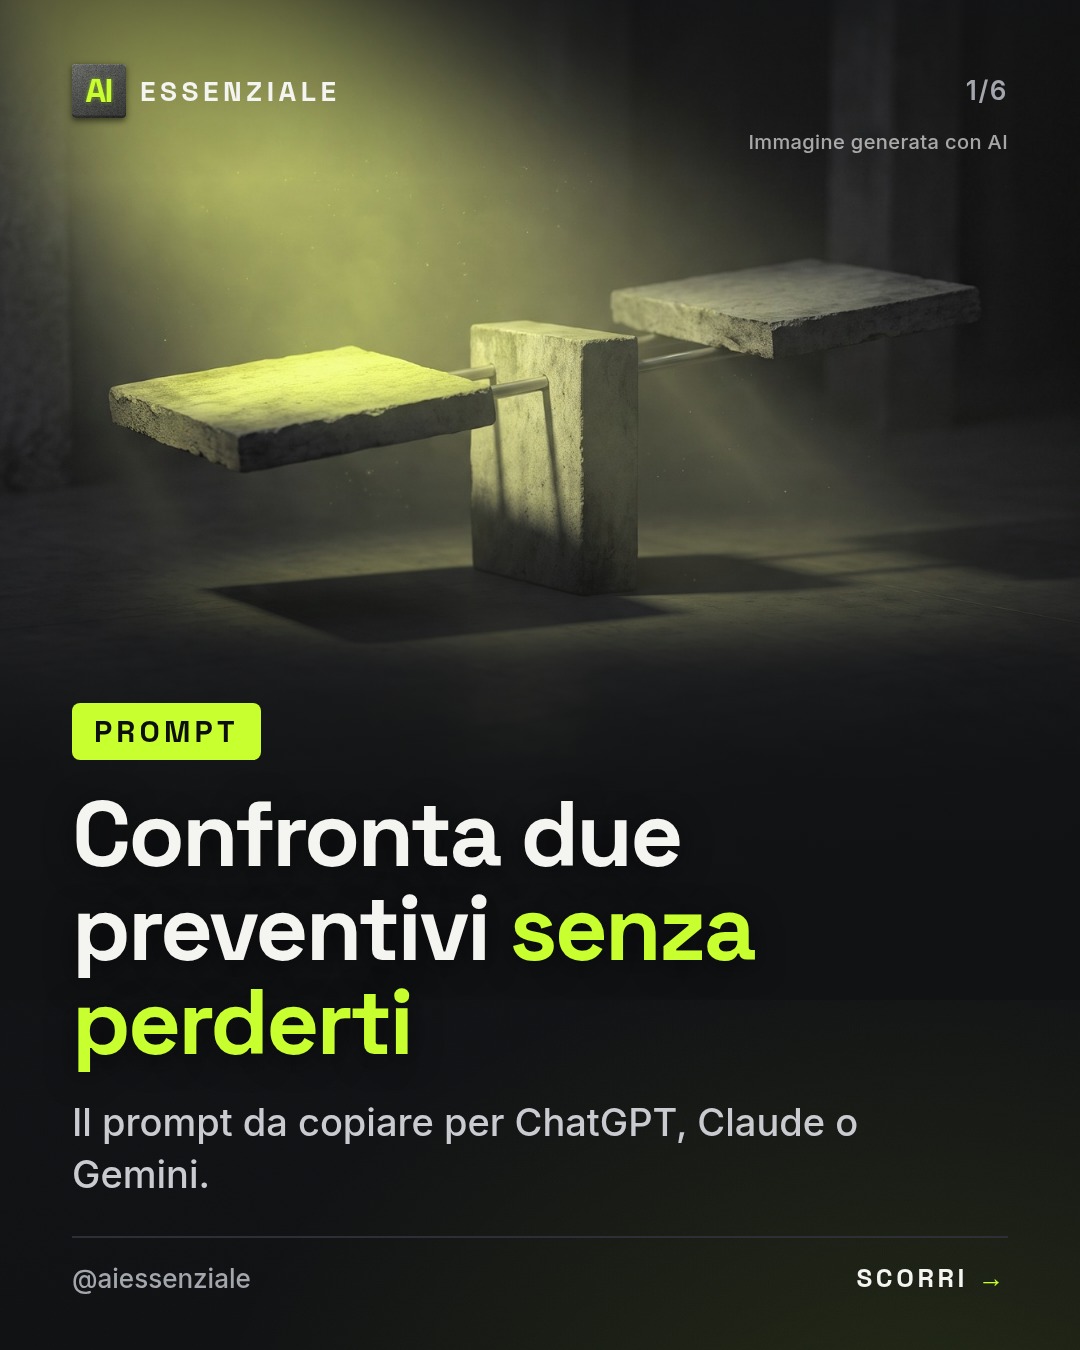 AI ESSENZIALE
1/6
Immagine generata con AI
PROMPT
Confronta due
preventivi senza
perderti
Il prompt da copiare per ChatGPT, Claude o
Gemini.
@aiessenziale
SCORRI →